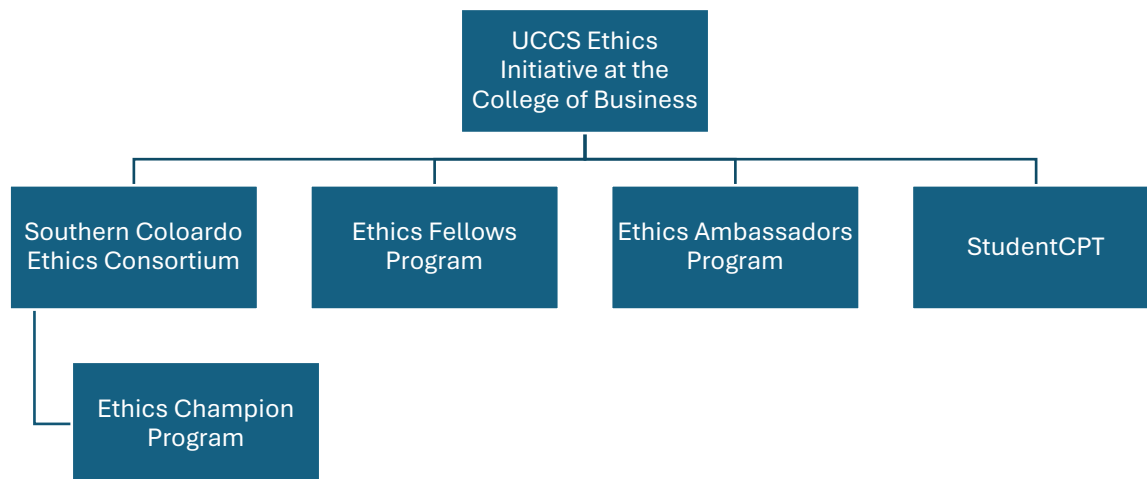 UCCS Ethics
Initiative at the
College of Business
Southern Coloardo
Ethics Consortium
Ethics Fellows
Program
Ethics Ambassadors
Program
StudentCPT
Ethics Champion
Program